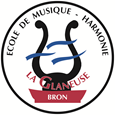 ECOLE DE MUSIQUE - HARMONIE
LA GLANEUSE
BRON